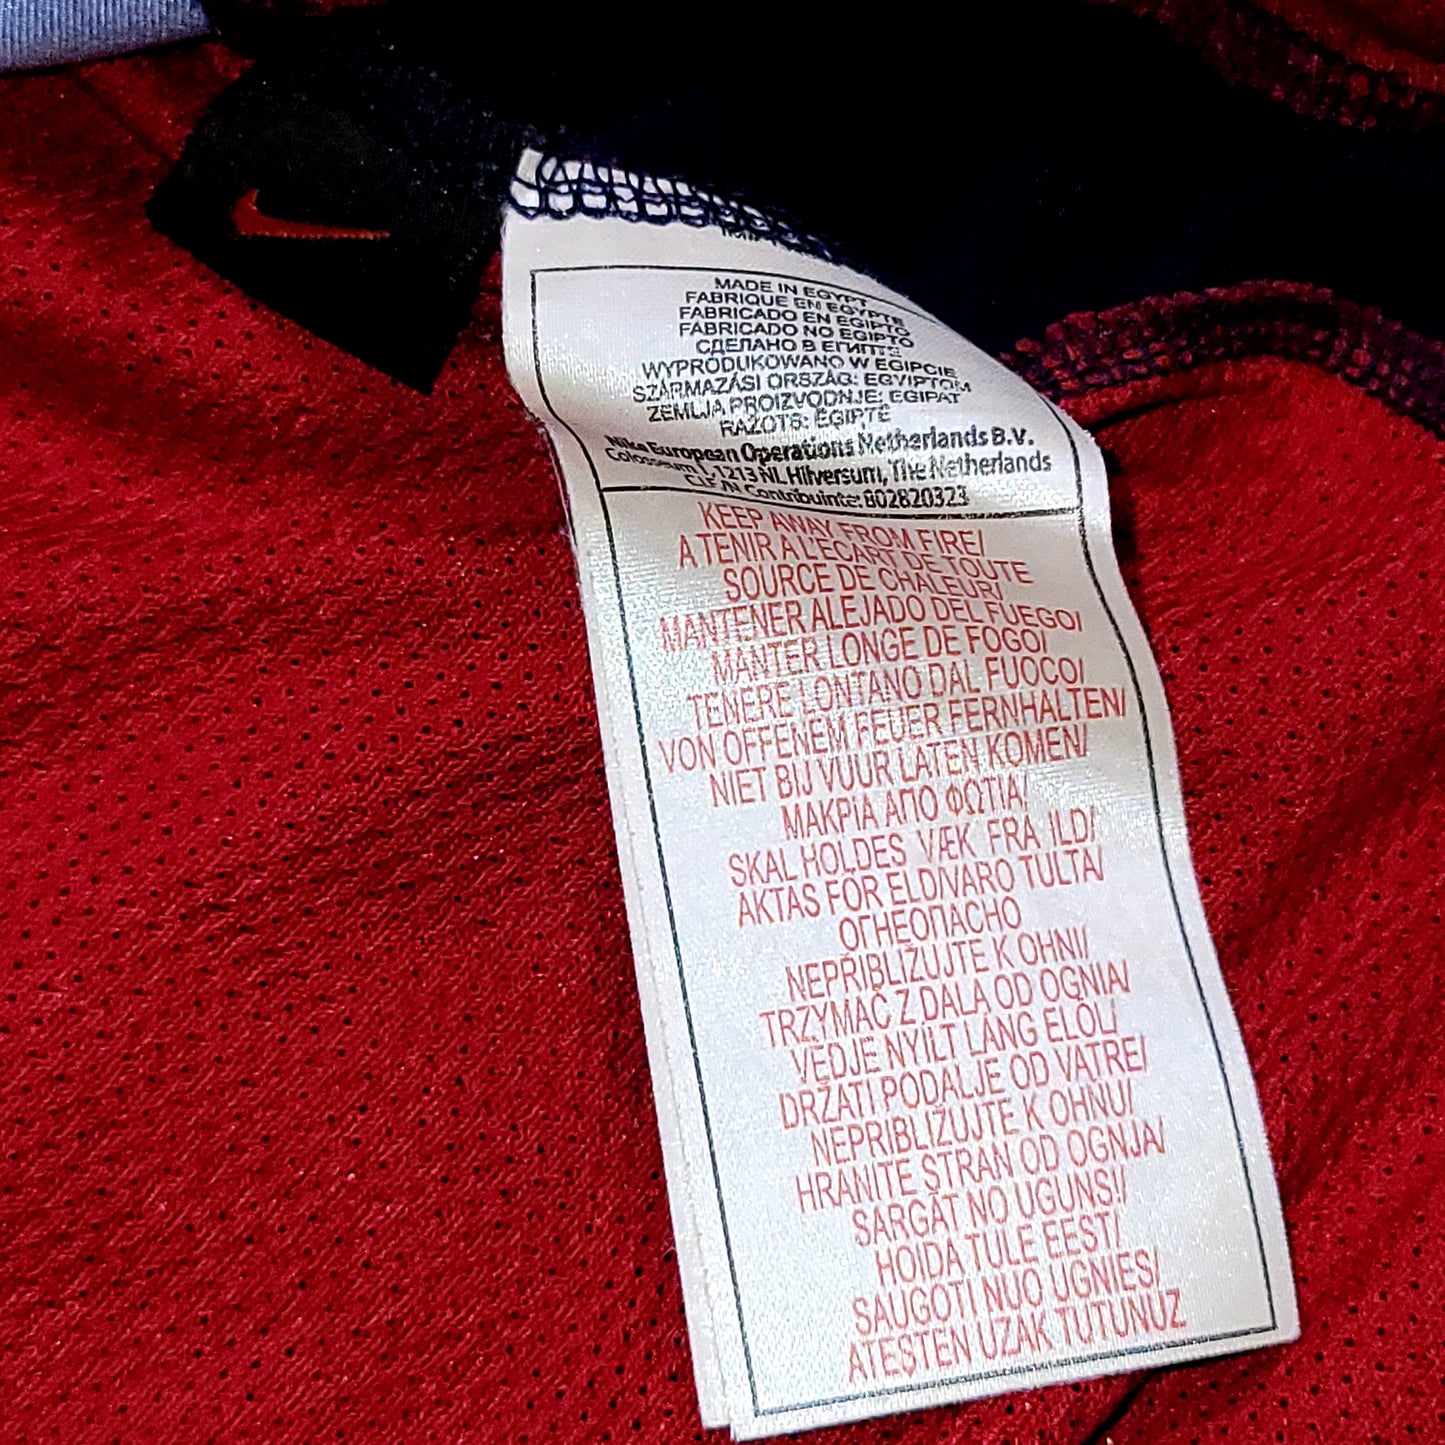 MADE IN EGYPT
FABRIQUE EN EGYPTE
FABRICADO EN EGIPTO
FABRICADO NO EGIPTO
СДЕЛАНО В ЕГИПТЕ
WYPRODUKOWANO W EGIPCIE
SZÁRMAZÁSI ORSZÁG: EGYIPTOM
ZEMLJA PROIZVODNJE: EGIPAT
RAŽOTS: ĒĢIPTĒ
Nike European Operations Netherlands B.V.
Colosseum 1, 1213 NL Hilversum, The Netherlands
C.I.F./N Contribuinte: 802820323
KEEP AWAY FROM FIRE/
A TENIR A L'ÉCART DE TOUTE
SOURCE DE CHALEUR/
MANTENER ALEJADO DEL FUEGO/
MANTER LONGE DE FOGO/
TENERE LONTANO DAL FUOCO/
VON OFFENEM FEUER FERNHALTEN/
NIET BIJ VUUR LATEN KOMEN/
ΜΑΚΡΙΑ ΑΠΟ ΦΩΤΙΑ/
SKAL HOLDES VÆK FRA ILD/
AKTAS FÖR ELD/VARO TULTA/
ОГНЕОПАСНО
NEPŘIBLIŽUJTE K OHNI/
TRZYMAĆ Z DALA OD OGNIA/
VÉDJE NYÍLT LÁNG ELÖL/
DRŽATI PODALJE OD VATRE/
NEPRIBLIŽUJTE K OHŇU/
HRANITE STRAN OD OGNJA/
SARGĀT NO UGUNS!/
HOIDA TULE EEST/
SAUGOTI NUO UGNIES/
ATEŞTEN UZAK TUTUNUZ